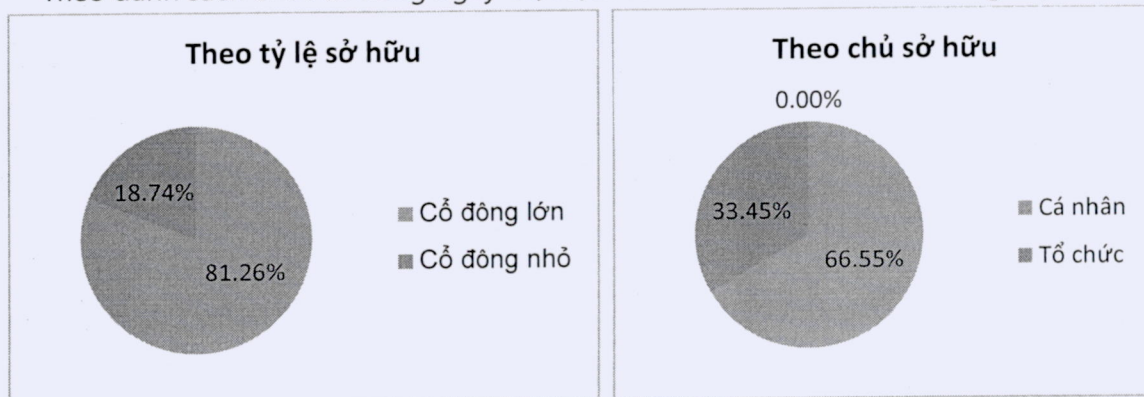 Theo tỷ lệ sở hữu
18.74%
81.26%
Cổ đông lớn
Cổ đông nhỏ
Theo chủ sở hữu
0.00%
33.45%
66.55%
Cá nhân
Tổ chức